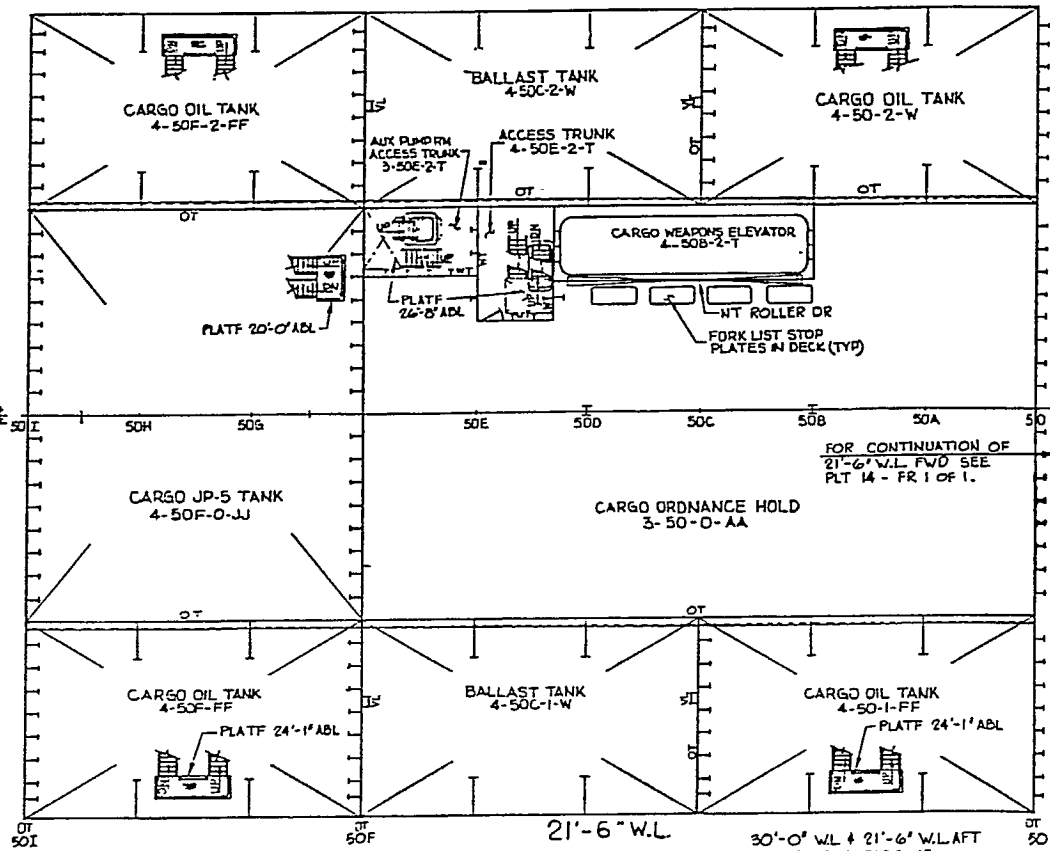 CARGO OIL TANK
4-50F-2-FF
BALLAST TANK
4-50C-2-W
CARGO OIL TANK
4-50-2-W
AUX PUMP RM
ACCESS TRUNK
3-50E-2-T
ACCESS TRUNK
4-50E-2-T
OT
OT
OT
OT
CARGO WEAPONS ELEVATOR
4-50B-2-T
PLATF
26'-8" ABL
PLATF 20'-0" ABL
NT ROLLER DR
FORK LIST STOP
PLATES IN DECK (TYP)
50I
50H
50G
50E
50D
50C
50B
50A
50
FOR CONTINUATION OF
21'-6" W.L. FWD SEE
PLT 14 - FR 1 OF 1.
CARGO JP-5 TANK
4-50F-0-JJ
CARGO ORDNANCE HOLD
3-50-0-AA
OT
OT
CARGO OIL TANK
4-50F-FF
PLATF 24'-1" ABL
BALLAST TANK
4-50C-1-W
CARGO OIL TANK
4-50-1-FF
PLATF 24'-1" ABL
OT
OT
50I
OT
50F
21'-6" W.L.
30'-0" W.L & 21'-6" W.L AFT
OT
50